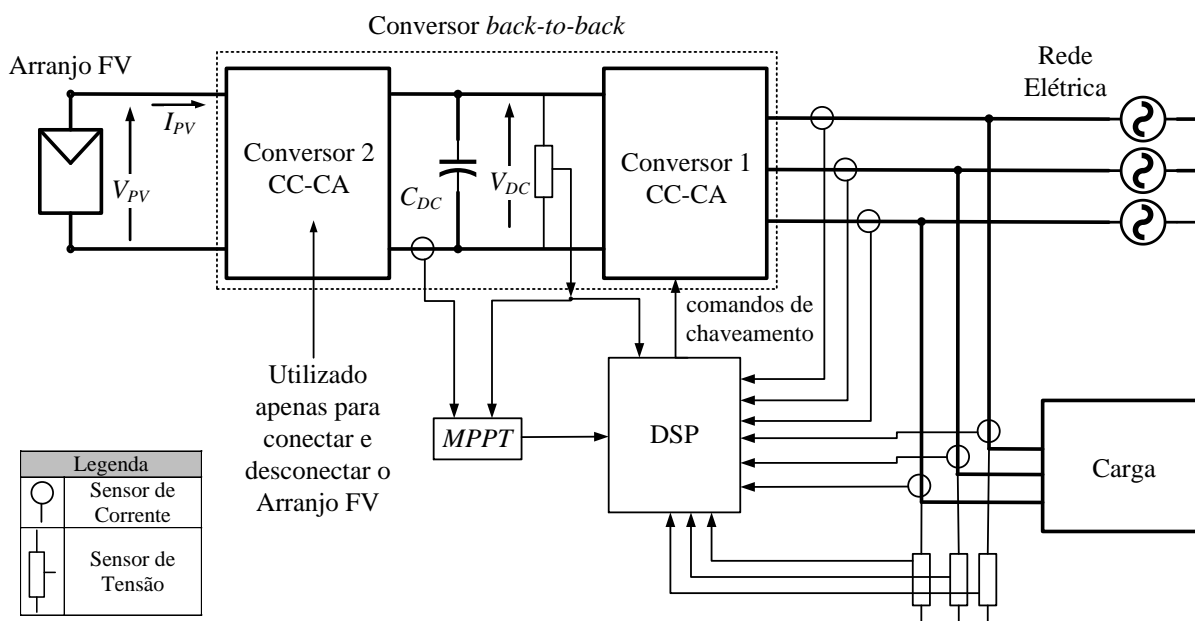 Conversor back-to-back
Arranjo FV
I_PV
V_PV
Conversor 2
CC-CA
C_DC
V_DC
Conversor 1
CC-CA
Rede
Elétrica
comandos de
chaveamento
Utilizado
apenas para
conectar e
desconectar o
Arranjo FV
MPPT
DSP
Carga
Legenda
Sensor de
Corrente
Sensor de
Tensão